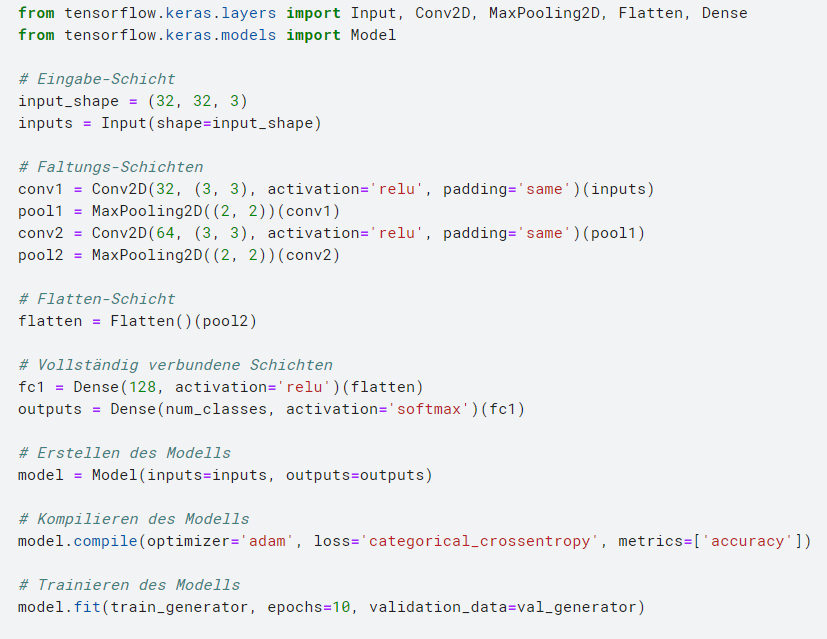 from tensorflow.keras.layers import Input, Conv2D, MaxPooling2D, Flatten, Dense
from tensorflow.keras.models import Model
# Eingabe-Schicht
input_shape = (32, 32, 3)
inputs = Input(shape=input_shape)
# Faltungs-Schichten
conv1 = Conv2D(32, (3, 3), activation='relu', padding='same')(inputs)
pool1 = MaxPooling2D((2, 2))(conv1)
conv2 = Conv2D(64, (3, 3), activation='relu', padding='same')(pool1)
pool2 = MaxPooling2D((2, 2))(conv2)
# Flatten-Schicht
flatten = Flatten()(pool2)
# Vollständig verbundene Schichten
fc1 = Dense(128, activation='relu')(flatten)
outputs = Dense(num_classes, activation='softmax')(fc1)
# Erstellen des Modells
model = Model(inputs=inputs, outputs=outputs)
# Kompilieren des Modells
model.compile(optimizer='adam', loss='categorical_crossentropy', metrics=['accuracy'])
# Trainieren des Modells
model.fit(train_generator, epochs=10, validation_data=val_generator)